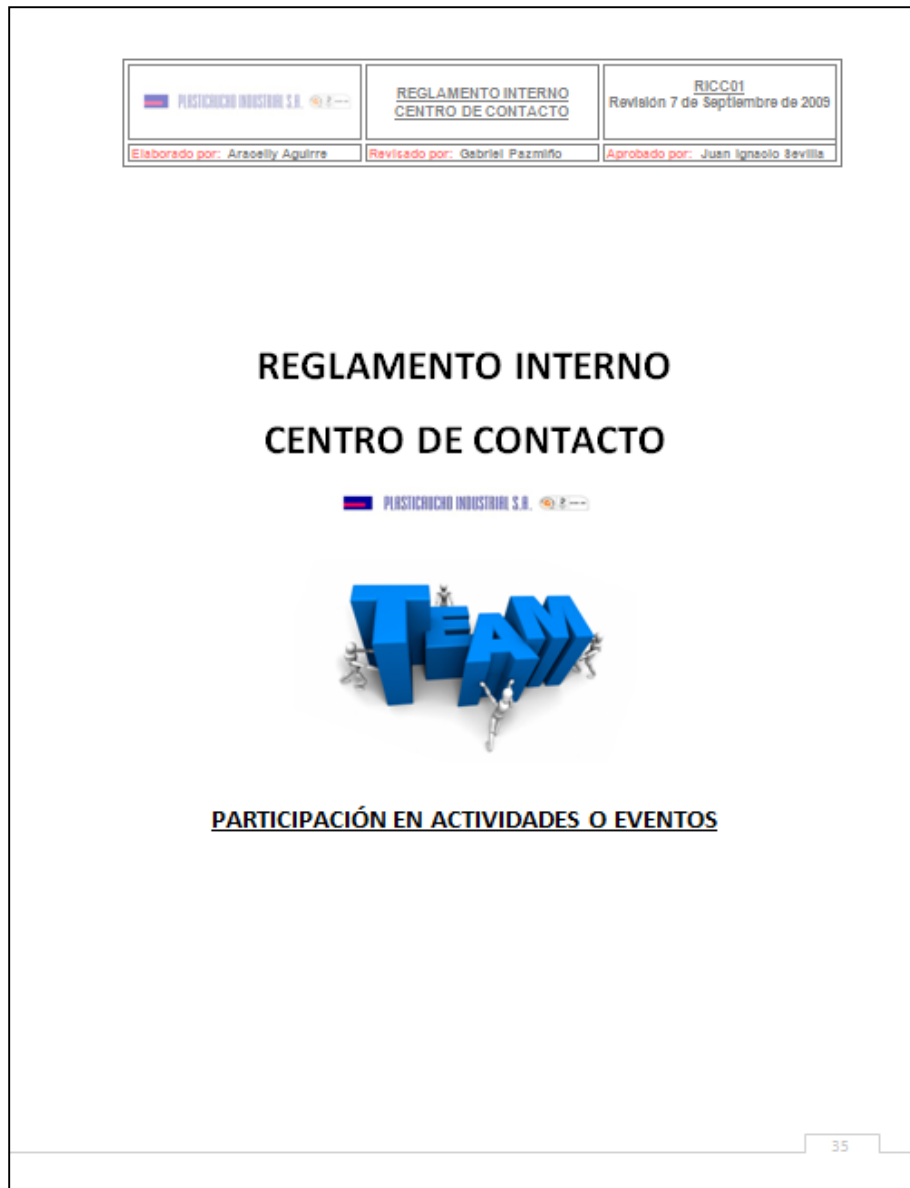 PLASTICAUCHO INDUSTRIAL S.A.
REGLAMENTO INTERNO
CENTRO DE CONTACTO
RICC01
Revisión 7 de Septiembre de 2009
Elaborado por: Aracelly Aguirre
Revisado por: Gabriel Pazmiño
Aprobado por: Juan Ignacio Sevilla
REGLAMENTO INTERNO
CENTRO DE CONTACTO
PLASTICAUCHO INDUSTRIAL S.A.
TEAM
PARTICIPACIÓN EN ACTIVIDADES O EVENTOS
35